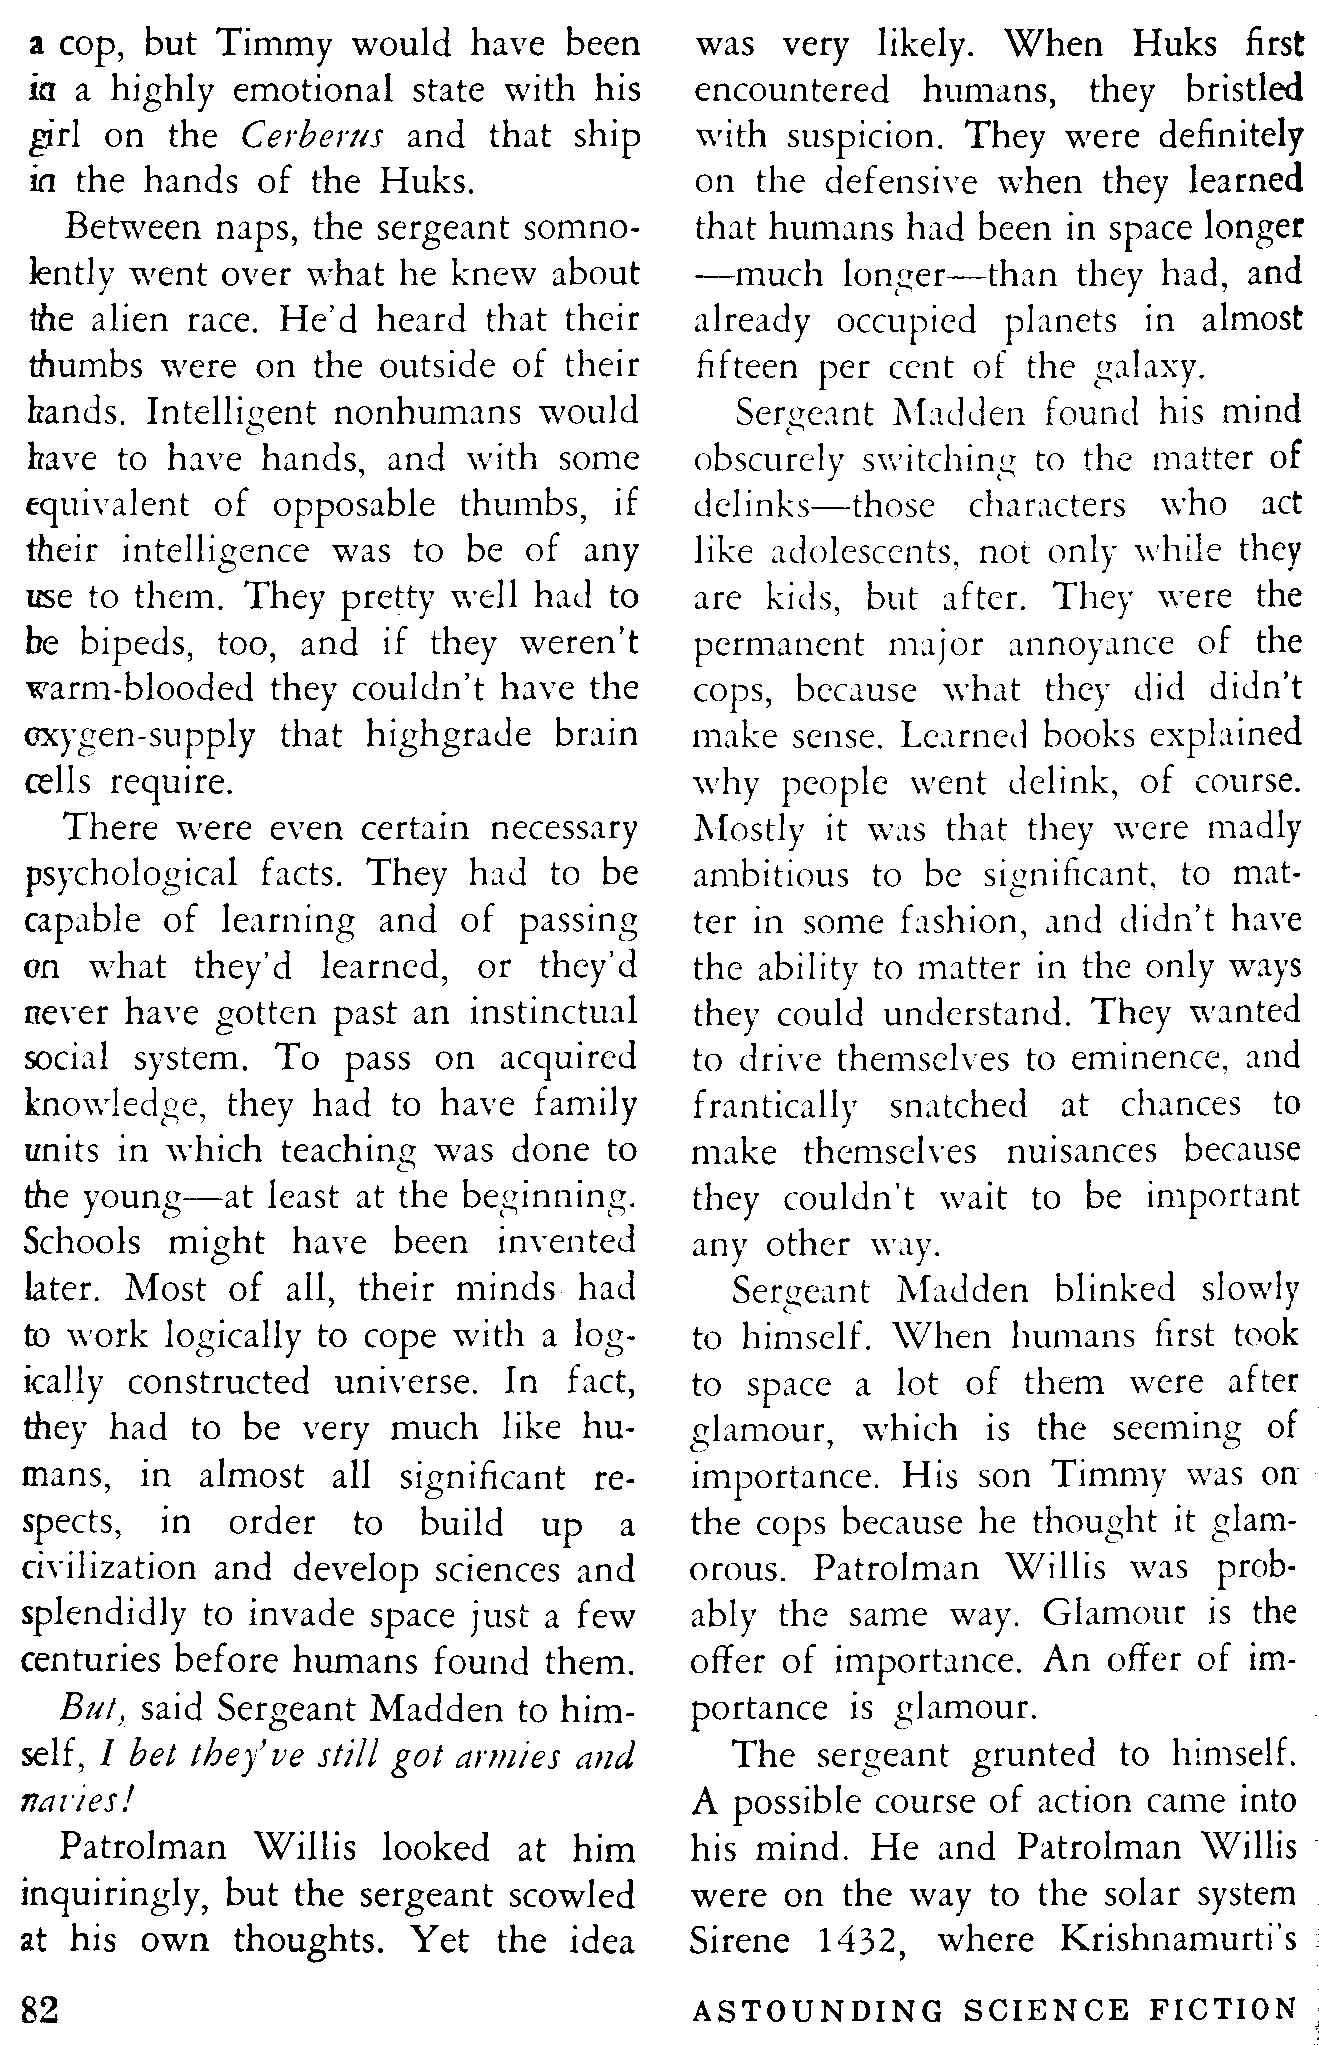 a cop, but Timmy would have been
in a highly emotional state with his
girl on the Cerberus and that ship
in the hands of the Huks.
Between naps, the sergeant somno-
lently went over what he knew about
the alien race. He'd heard that their
thumbs were on the outside of their
hands. Intelligent nonhumans would
have to have hands, and with some
equivalent of opposable thumbs, if
their intelligence was to be of any
use to them. They pretty well had to
be bipeds, too, and if they weren't
warm-blooded they couldn't have the
oxygen-supply that highgrade brain
cells require.
There were even certain necessary
psychological facts. They had to be
capable of learning and of passing
on what they'd learned, or they'd
never have gotten past an instinctual
social system. To pass on acquired
knowledge, they had to have family
units in which teaching was done to
the young—at least at the beginning.
Schools might have been invented
later. Most of all, their minds had
to work logically to cope with a log-
ically constructed universe. In fact,
they had to be very much like hu-
mans, in almost all significant re-
spects, in order to build up a
civilization and develop sciences and
splendidly to invade space just a few
centuries before humans found them.
But, said Sergeant Madden to him-
self, I bet they've still got armies and
navies!
Patrolman Willis looked at him
inquiringly, but the sergeant scowled
at his own thoughts. Yet the idea
was very likely. When Huks first
encountered humans, they bristled
with suspicion. They were definitely
on the defensive when they learned
that humans had been in space longer
—much longer—than they had, and
already occupied planets in almost
fifteen per cent of the galaxy.
Sergeant Madden found his mind
obscurely switching to the matter of
delinks—those characters who act
like adolescents, not only while they
are kids, but after. They were the
permanent major annoyance of the
cops, because what they did didn't
make sense. Learned books explained
why people went delink, of course.
Mostly it was that they were madly
ambitious to be significant, to mat-
ter in some fashion, and didn't have
the ability to matter in the only ways
they could understand. They wanted
to drive themselves to eminence, and
frantically snatched at chances to
make themselves nuisances because
they couldn't wait to be important
any other way.
Sergeant Madden blinked slowly
to himself. When humans first took
to space a lot of them were after
glamour, which is the seeming of
importance. His son Timmy was on
the cops because he thought it glam-
orous. Patrolman Willis was prob-
ably the same way. Glamour is the
offer of importance. An offer of im-
portance is glamour.
The sergeant grunted to himself.
A possible course of action came into
his mind. He and Patrolman Willis
were on the way to the solar system
Sirene 1432, where Krishnamurti's
82
ASTOUNDING SCIENCE FICTION